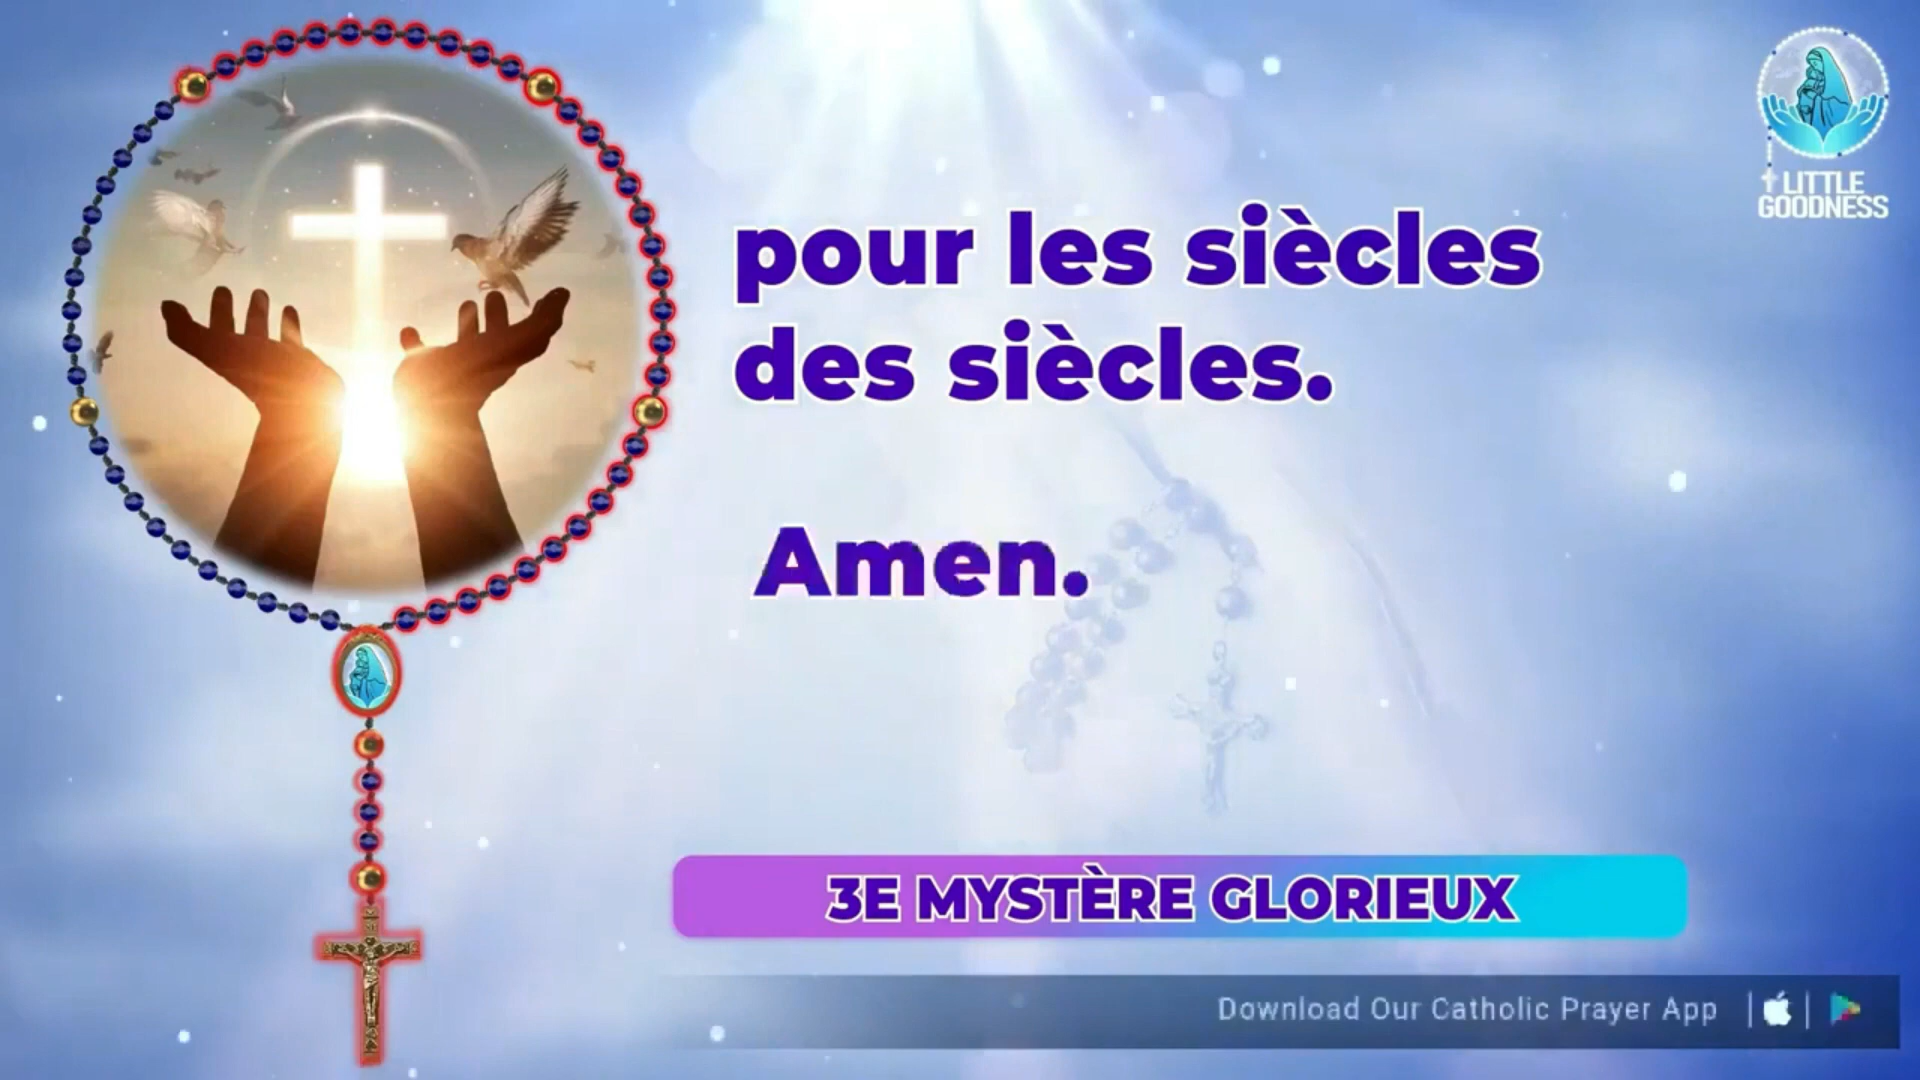 LITTLE
GOODNESS
pour les siècles
des siècles.
Amen.
3E MYSTÈRE GLORIEUX
Download Our Catholic Prayer App